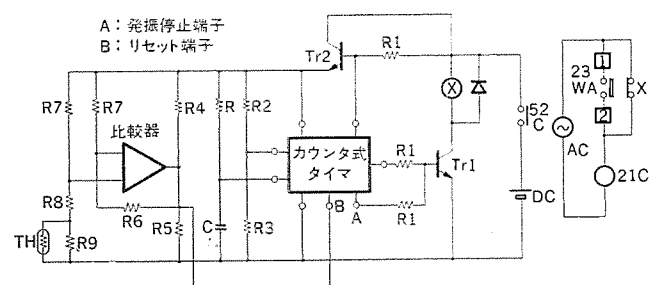 A：発振停止端子
B：リセット端子
Tr2
R1
R7
R7
R4
R
R2
比較器
X
52
C
DC
23
WA
1
2
X
AC
21C
カウンタ式
タイマ
R1
Tr1
B
A
R1
R8
R6
R5
C
R3
TH
R9